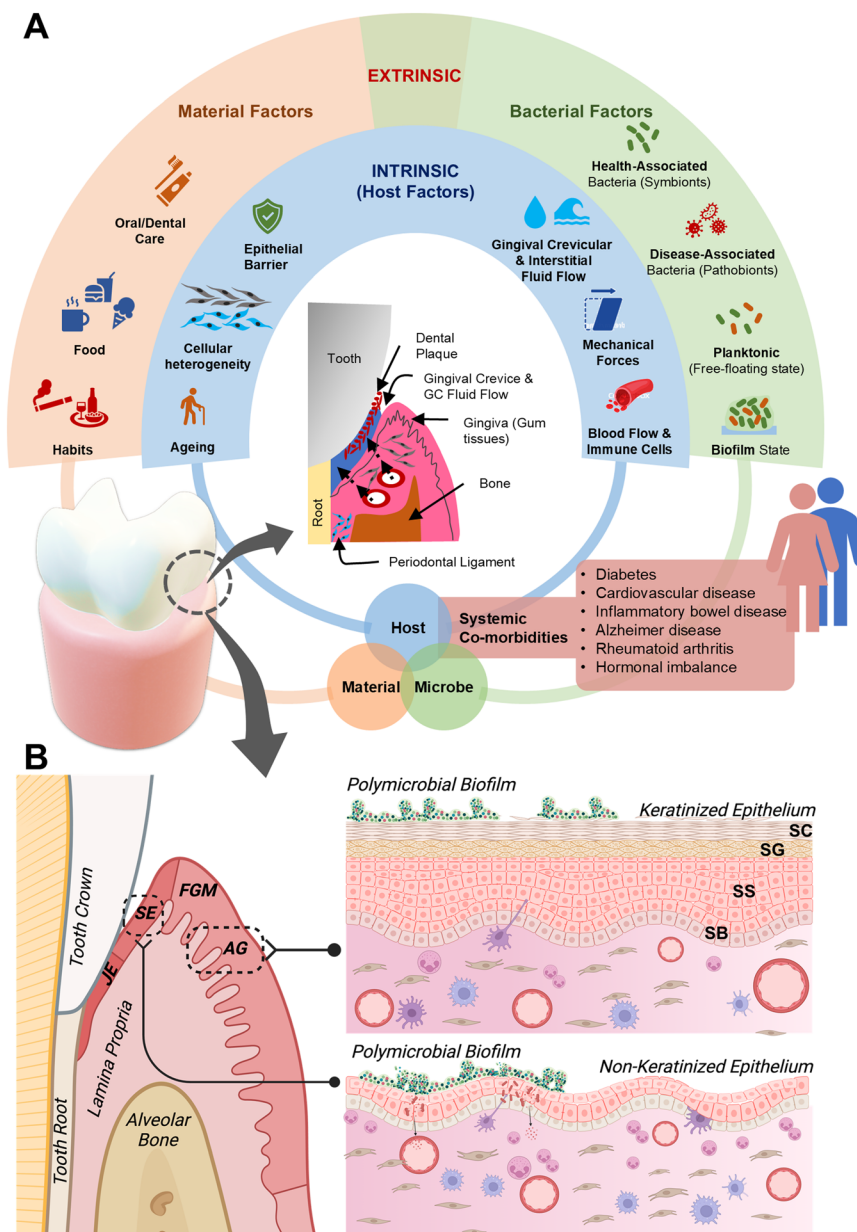 A
EXTRINSIC
Material Factors
Bacterial Factors
INTRINSIC
(Host Factors)
Oral/Dental
Care
Food
Habits
Epithelial
Barrier
Cellular
heterogeneity
Ageing
Gingival Crevicular
& Interstitial
Fluid Flow
Mechanical
Forces
Blood Flow &
Immune Cells
Health-Associated
Bacteria (Symbionts)
Disease-Associated
Bacteria (Pathobionts)
Planktonic
(Free-floating state)
Biofilm State
Tooth
Root
Dental
Plaque
Gingival Crevice &
GC Fluid Flow
Gingiva (Gum
tissues)
Bone
Periodontal Ligament
Host
Material
Microbe
Systemic
Co-morbidities
• Diabetes
• Cardiovascular disease
• Inflammatory bowel disease
• Alzheimer disease
• Rheumatoid arthritis
• Hormonal imbalance
B
Tooth Crown
Tooth Root
JE
SE
FGM
AG
Lamina Propria
Alveolar
Bone
Polymicrobial Biofilm
Keratinized Epithelium
SC
SG
SS
SB
Polymicrobial Biofilm
Non-Keratinized Epithelium